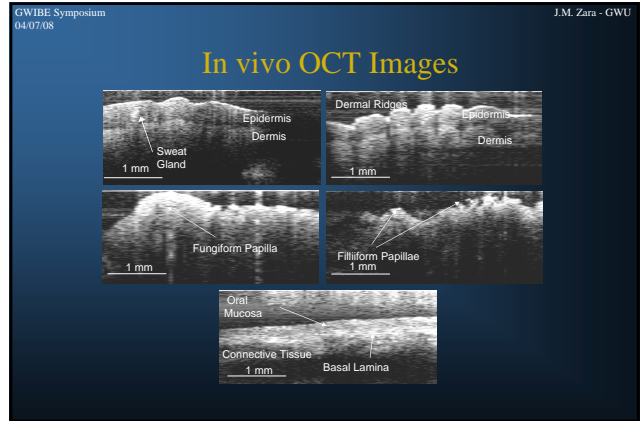 GWIBE Symposium
04/07/08
J.M. Zara - GWU
In vivo OCT Images
Epidermis
Dermis
Sweat
Gland
1 mm
Dermal Ridges
Epidermis
Dermis
1 mm
Fungiform Papilla
1 mm
Filliiform Papillae
1 mm
Oral
Mucosa
Connective Tissue
Basal Lamina
1 mm